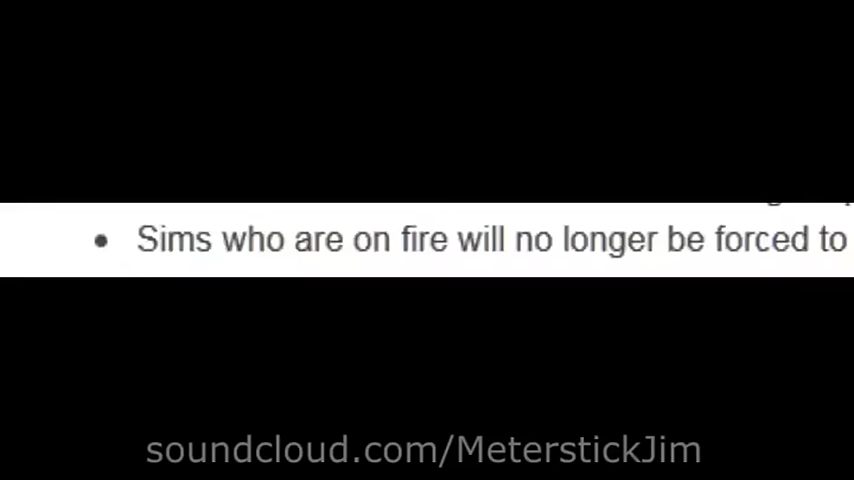 • Sims who are on fire will no longer be forced to
soundcloud.com/MeterstickJim